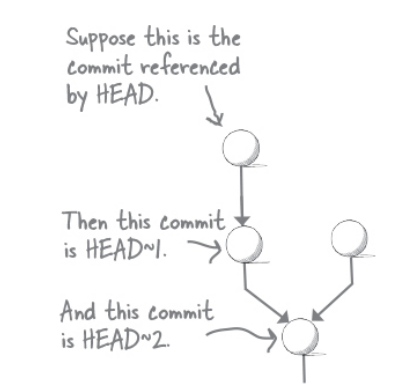 Suppose this is the
commit referenced
by HEAD.
Then this commit
is HEAD~1.
And this commit
is HEAD~2.